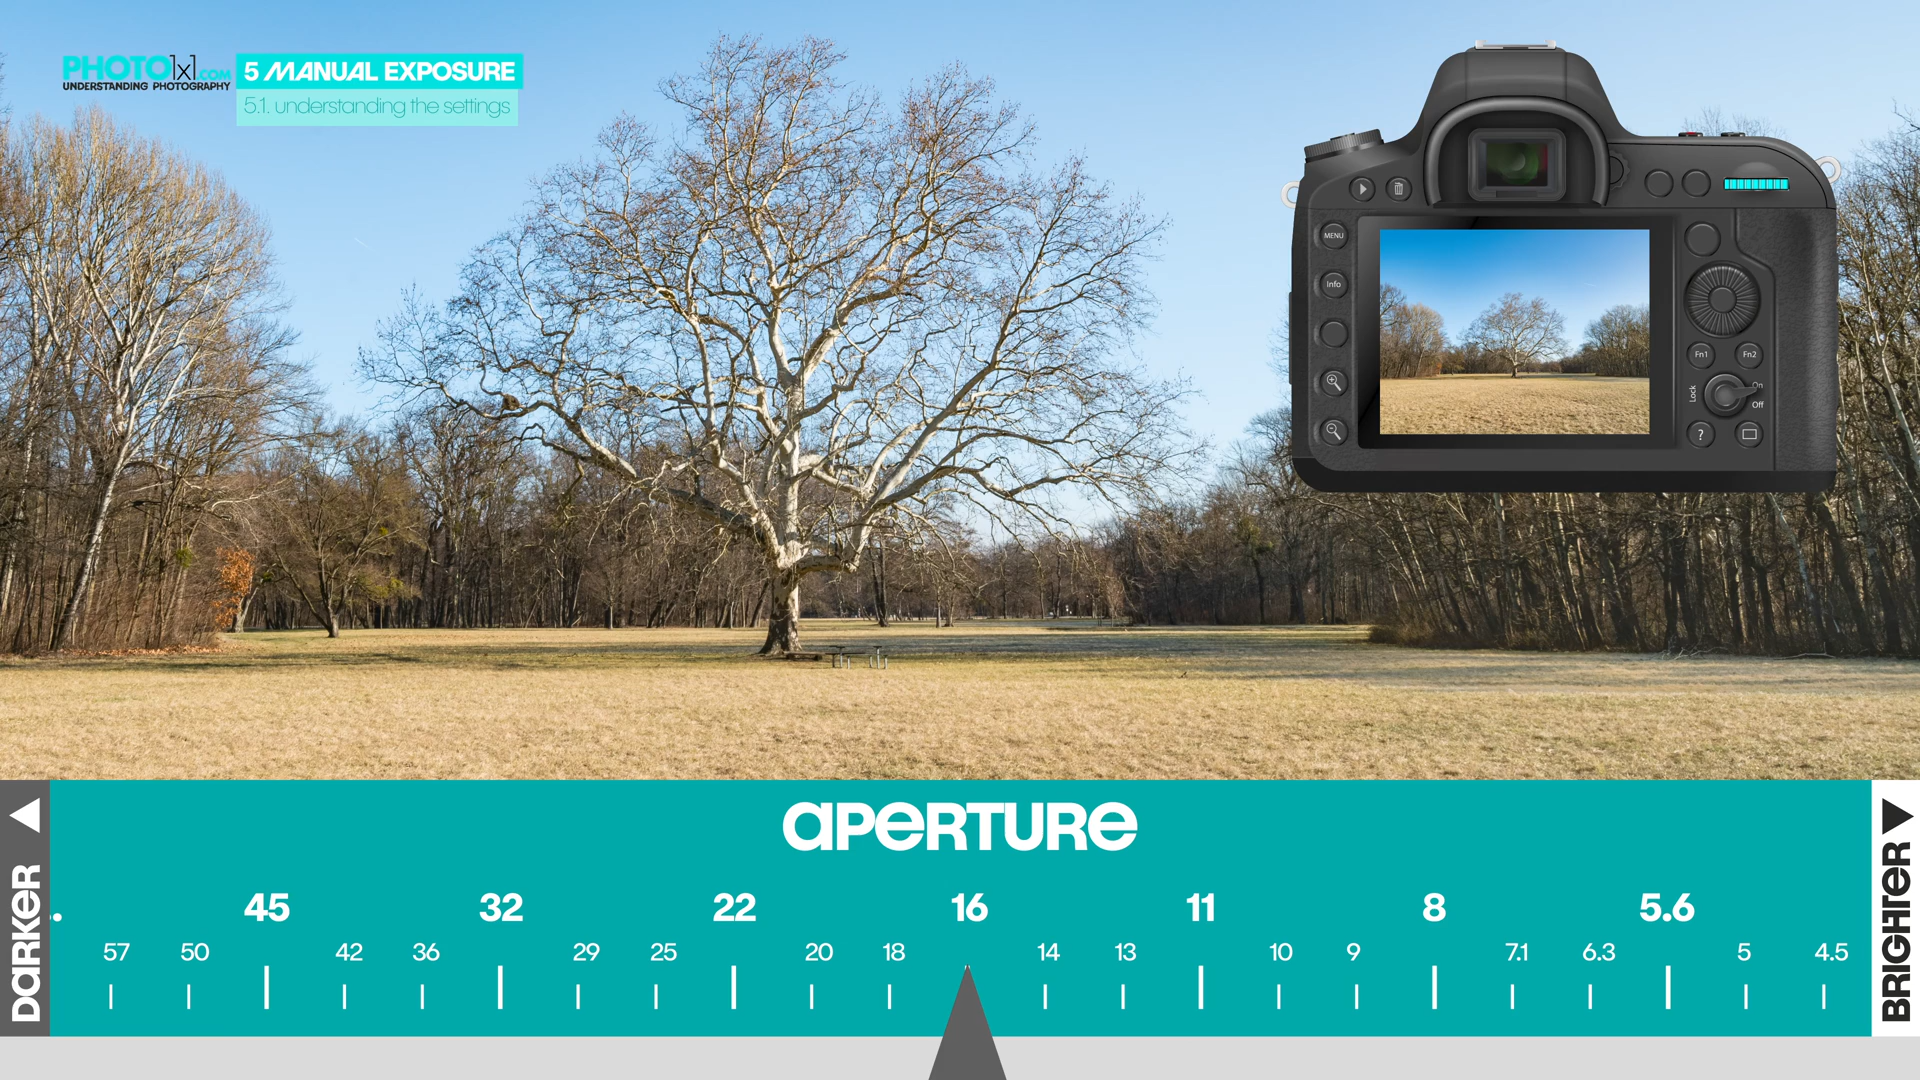 PHOTO1x1.COM
UNDERSTANDING PHOTOGRAPHY
5 MANUAL EXPOSURE
5.1. understanding the settings
MENU
Info
Fn1 Fn2
Lock
On
Off
?
APERTURE
DARKER
BRIGHTER
45 32 22 16 11 8 5.6
57 50 42 36 29 25 20 18 14 13 10 9 7.1 6.3 5 4.5